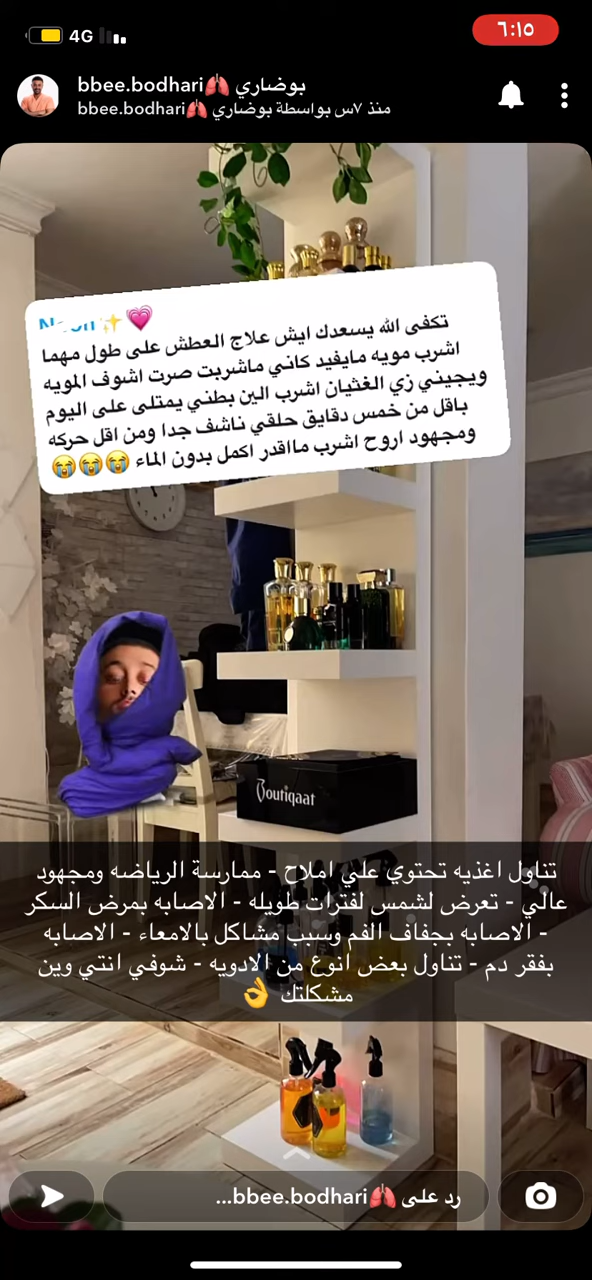 4G
٦:١٥
بوضاري🫁bbee.bodhari
منذ ٧س بواسطة بوضاري 🫁bbee.bodhari
✨💗
تكفى الله يسعدك ايش علاج العطش على طول مهما
اشرب مويه مايفيد كاني ماشربت صرت اشوف المويه
ويجيني زي الغثيان اشرب الين بطني يمتلى على اليوم
باقل من خمس دقايق حلقي ناشف جدا ومن اقل حركه
ومجهود اروح اشرب مااقدر اكمل بدون الماء 😭😭😭
Boutiqaat
تناول اغذيه تحتوي علي املاح - ممارسة الرياضه ومجهود
عالي - تعرض لشمس لفترات طويله - الاصابه بمرض السكر
- الاصابه بجفاف الفم وسبب مشاكل بالامعاء - الاصابه
بفقر دم - تناول بعض أنوع من الادويه - شوفي انتي وين
مشكلتك 👌
رد على 🫁bbee.bodhari...